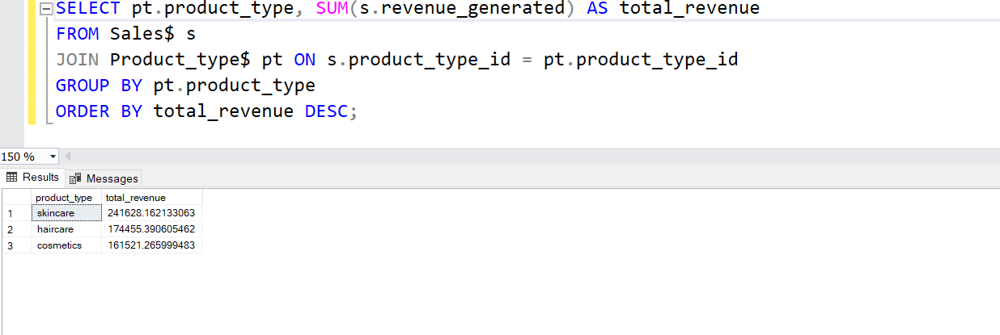 SELECT pt.product_type, SUM(s.revenue_generated) AS total_revenue
FROM Sales$ s
JOIN Product_type$ pt ON s.product_type_id = pt.product_type_id
GROUP BY pt.product_type
ORDER BY total_revenue DESC;
150 %
Results Messages
product_type total_revenue
1 skincare 241628.162133063
2 haircare 174455.390605462
3 cosmetics 161521.265999483